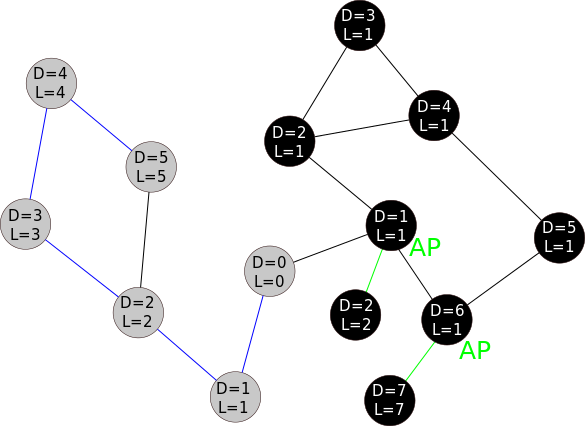 D=3
L=1
D=4
L=4
D=4
L=1
D=2
L=1
D=5
L=5
D=3
L=3
D=1
L=1
AP
D=5
L=1
D=0
L=0
D=2
L=2
D=2
L=2
D=6
L=1
AP
D=1
L=1
D=7
L=7